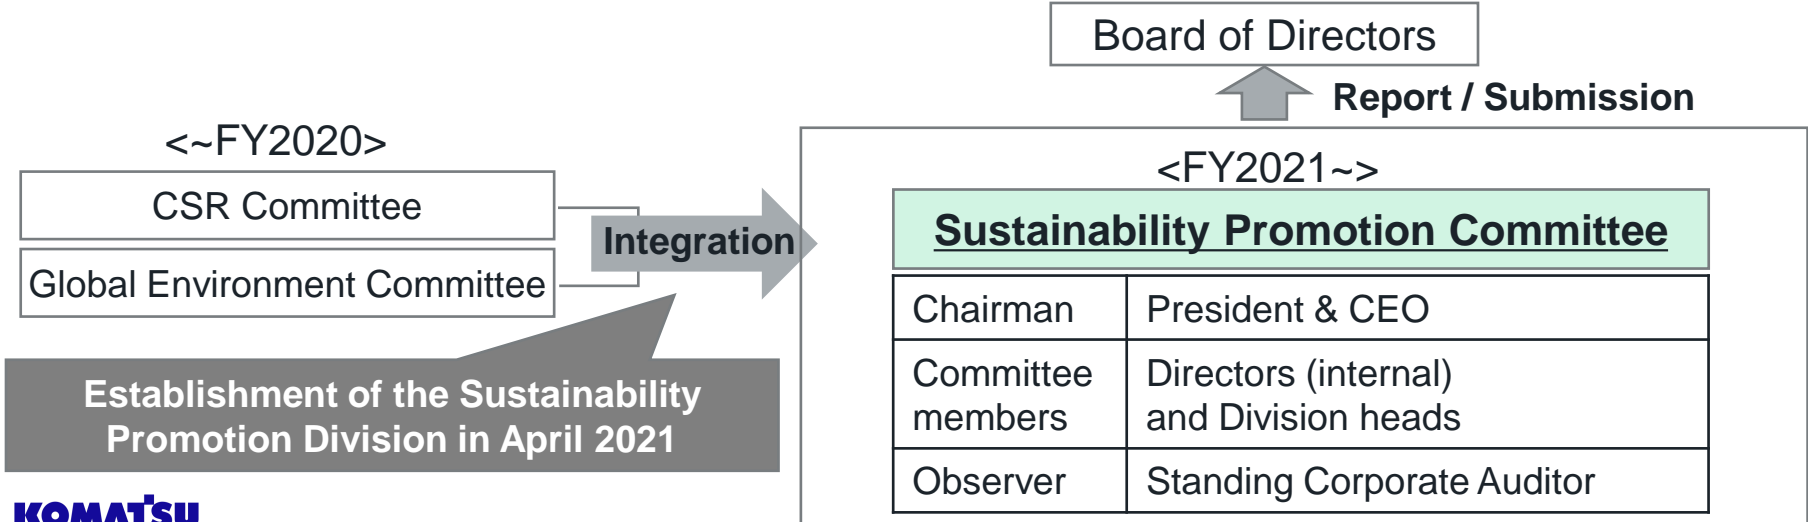 Board of Directors
Report / Submission
<~FY2020>
CSR Committee
Global Environment Committee
Integration
Establishment of the Sustainability
Promotion Division in April 2021
<FY2021~>
Sustainability Promotion Committee
Chairman
President & CEO
Committee
members
Directors (internal)
and Division heads
Observer
Standing Corporate Auditor
KOMATSU